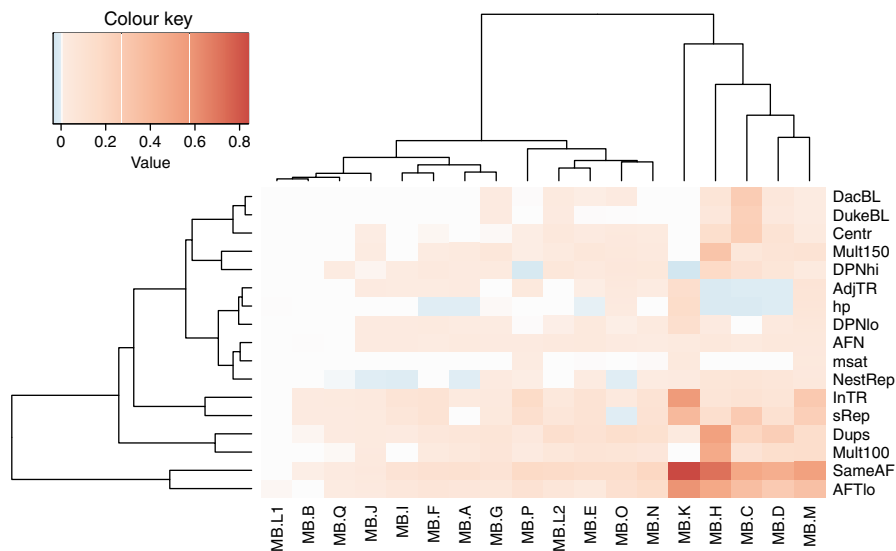 Colour key
0 0.2 0.4 0.6 0.8
Value
DacBL
DukeBL
Centr
Mult150
DPNhi
AdjTR
hp
DPNlo
AFN
msat
NestRep
InTR
sRep
Dups
Mult100
SameAF
AFTlo
MB.L1
MB.B
MB.Q
MB.J
MB.I
MB.F
MB.A
MB.G
MB.P
MB.L2
MB.E
MB.O
MB.N
MB.K
MB.H
MB.C
MB.D
MB.M